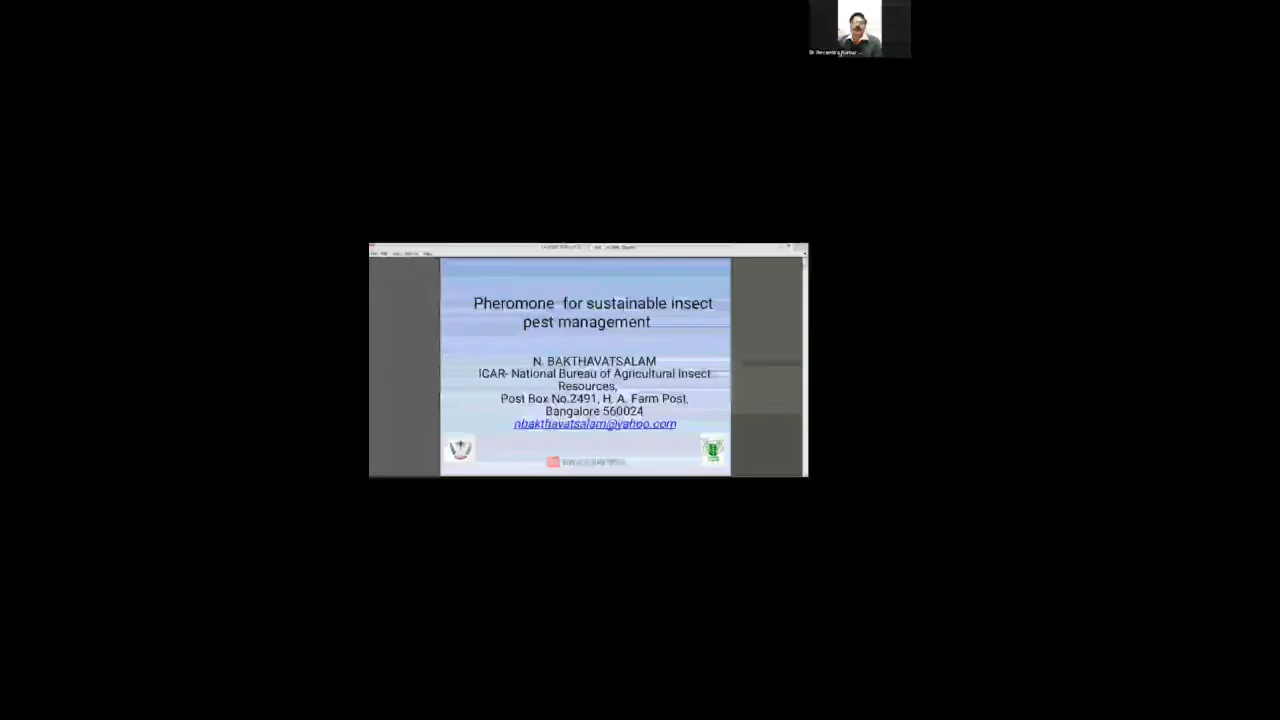 Pheromone for sustainable insect
pest management
N. BAKTHAVATSALAM
ICAR- National Bureau of Agricultural Insect
Resources,
Post Box No.2491, H. A. Farm Post,
Bangalore 560024
nbakthavatsalam@yahoo.com